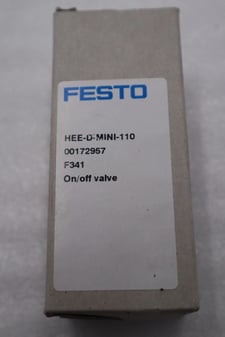 FESTO
HEE-D-MINI-110
00172957
F341
On/off valve